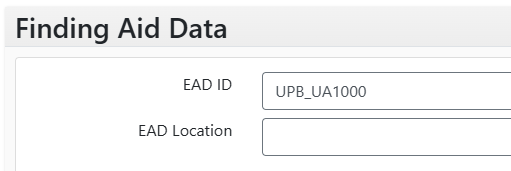 Finding Aid Data
EAD ID UPB_UA1000
EAD Location